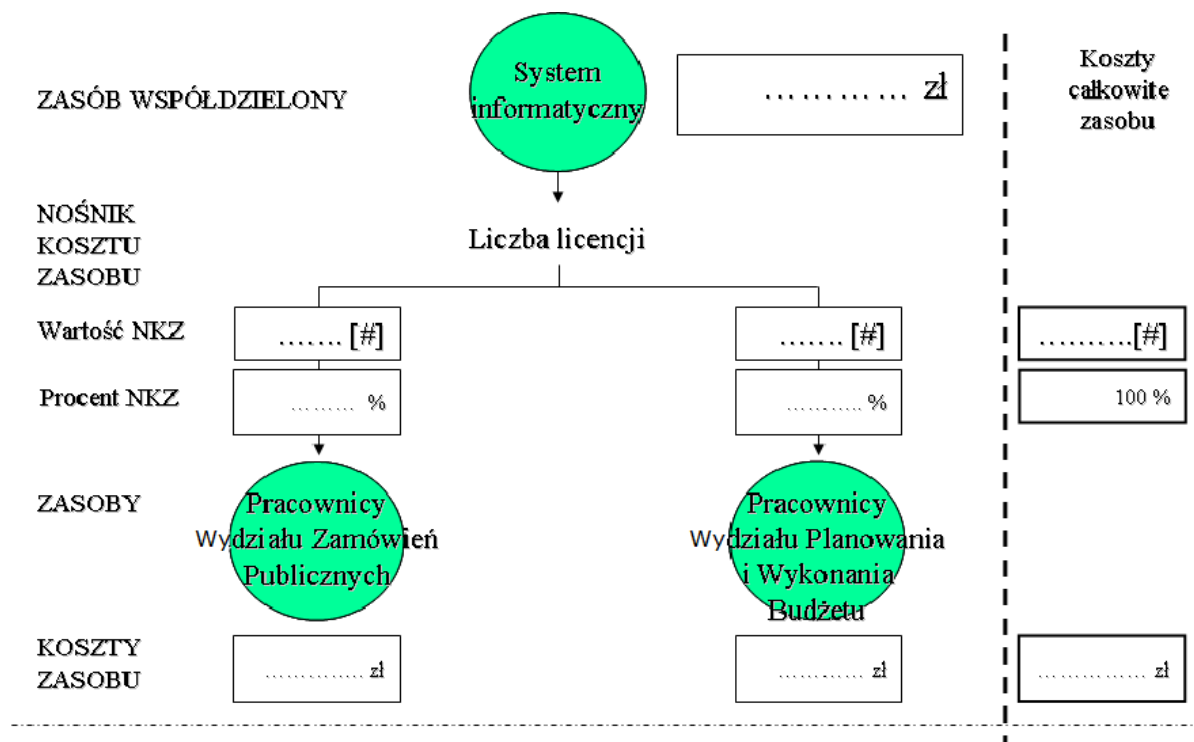 ZASÓB WSPÓŁDZIELONY
System
informatyczny
………… zł
Koszty
całkowite
zasobu
NOŚNIK
KOSZTU
ZASOBU
Liczba licencji
Wartość NKZ
……. [#]
……. [#]
……….[#]
Procent NKZ
……… %
……….. %
100 %
ZASOBY
Pracownicy
Wydziału Zamówień
Publicznych
Pracownicy
Wydziału Planowania
i Wykonania
Budżetu
KOSZTY
ZASOBU
………….. zł
………… zł
…………… zł